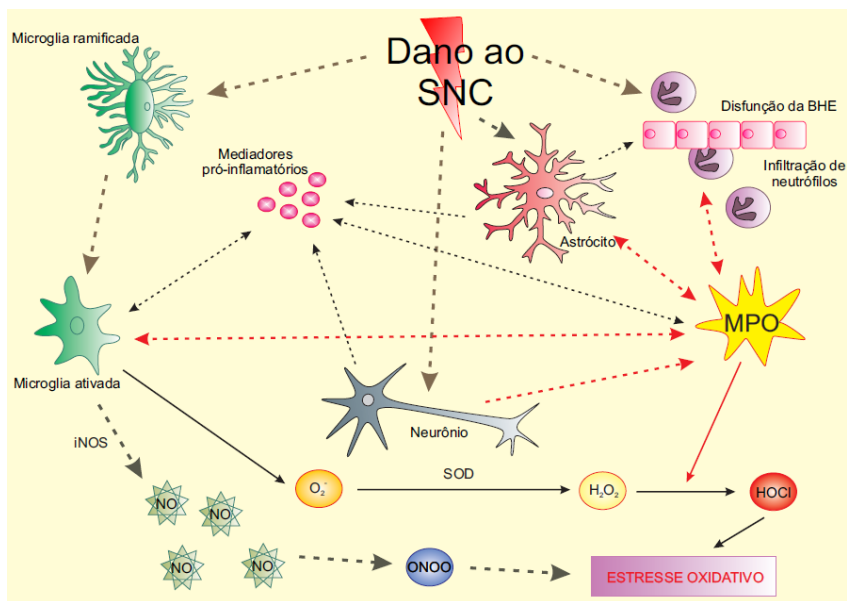 Microglia ramificada
Dano ao
SNC
Disfunção da BHE
Infiltração de
neutrófilos
Mediadores
pró-inflamatórios
Astrócito
MPO
Microglia ativada
Neurônio
iNOS
NO
NO
NO
NO
O₂⁻
SOD
H₂O₂
HOCl
ONOO
ESTRESSE OXIDATIVO